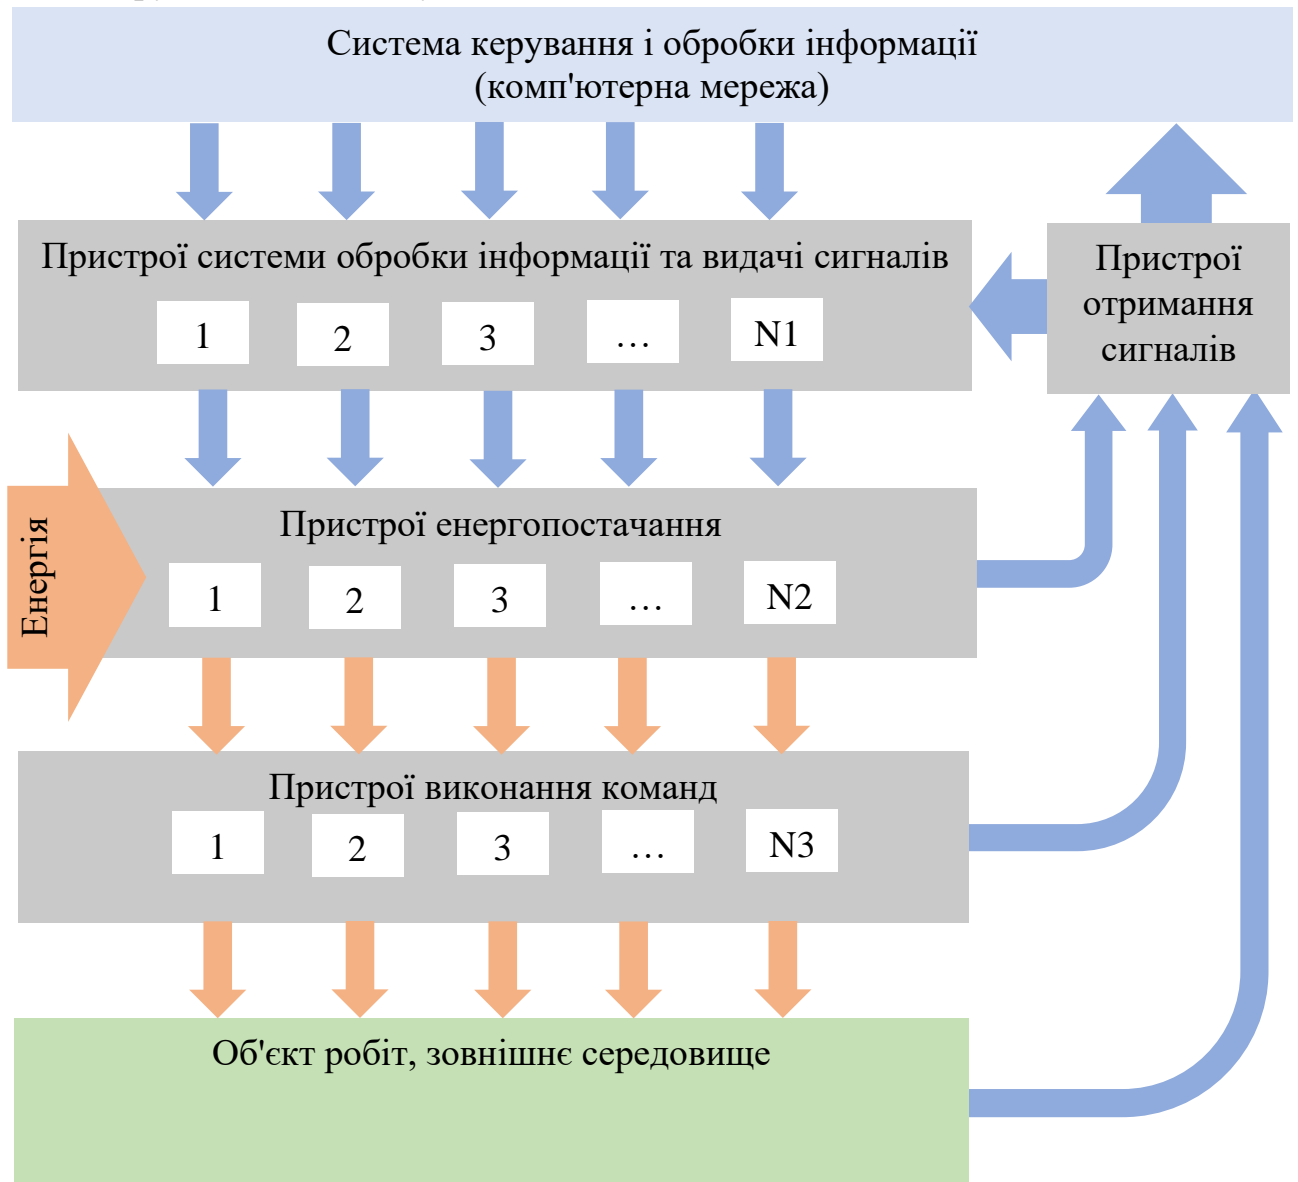 Система керування і обробки інформації
(комп'ютерна мережа)
Пристрої системи обробки інформації та видачі сигналів
1
2
3
…
N1
Пристрої
отримання
сигналів
Енергія
Пристрої енергопостачання
1
2
3
…
N2
Пристрої виконання команд
1
2
3
…
N3
Об'єкт робіт, зовнішнє середовище